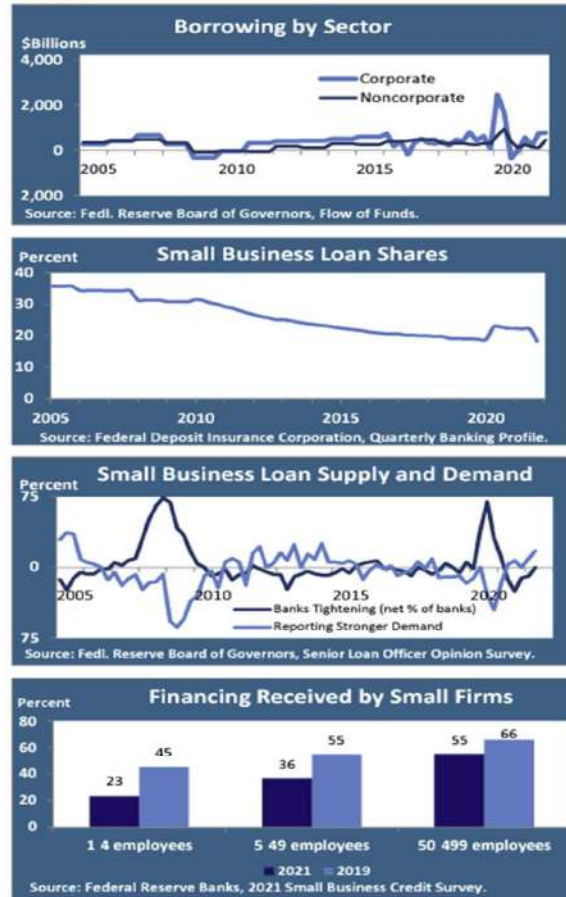 Borrowing by Sector
$Billions
4,000
Corporate
Noncorporate
2,000
0
2005 2010 2015 2020
2,000
Source: Fedl. Reserve Board of Governors, Flow of Funds.
Small Business Loan Shares
Percent
40
30
20
10
0
2005 2010 2015 2020
Source: Federal Deposit Insurance Corporation, Quarterly Banking Profile.
Small Business Loan Supply and Demand
Percent
75
0
2005 2010 2015 2020
Banks Tightening (net % of banks)
Reporting Stronger Demand
75
Source: Fedl. Reserve Board of Governors, Senior Loan Officer Opinion Survey.
Financing Received by Small Firms
Percent
80
60
40
20
0
23 45 36 55 55 66
1 4 employees 5 49 employees 50 499 employees
2021 2019
Source: Federal Reserve Banks, 2021 Small Business Credit Survey.